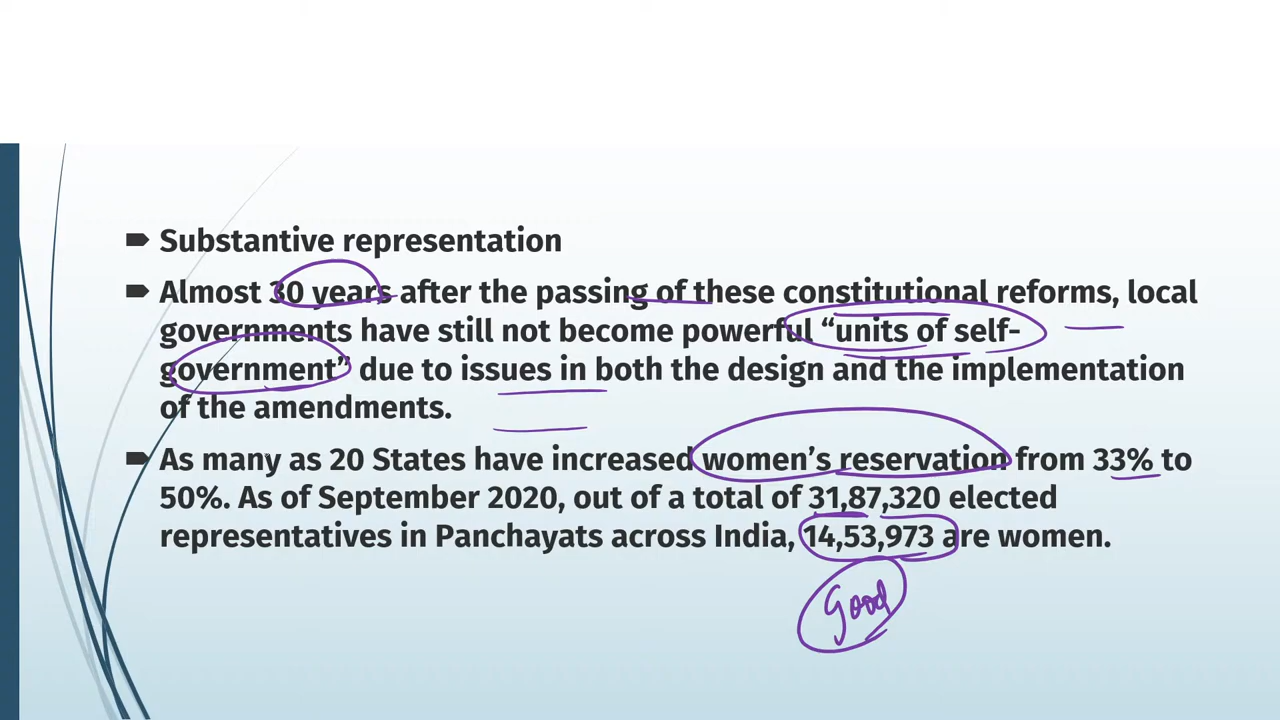 Substantive representation
Almost 30 years after the passing of these constitutional reforms, local
governments have still not become powerful “units of self-
government” due to issues in both the design and the implementation
of the amendments.
As many as 20 States have increased women’s reservation from 33% to
50%. As of September 2020, out of a total of 31,87,320 elected
representatives in Panchayats across India, 14,53,973 are women.
Good